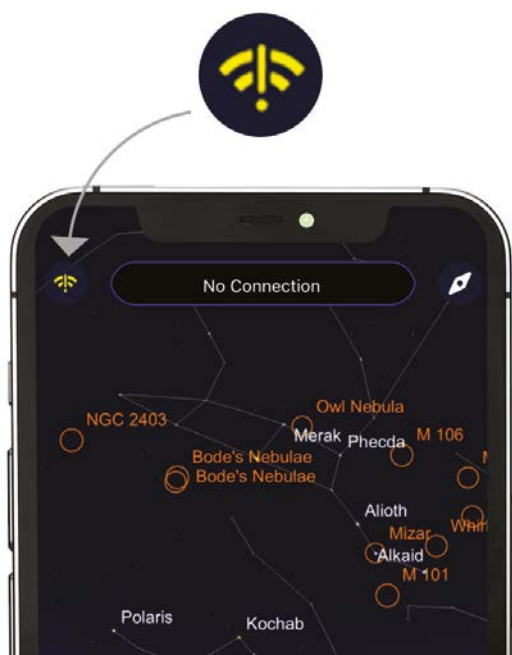 No Connection
Owl Nebula
NGC 2403
Merak Phecda M 106
Bode's Nebulae
Bode's Nebulae
Alioth
Mizar
Alkaid
M 101
Polaris
Kochab